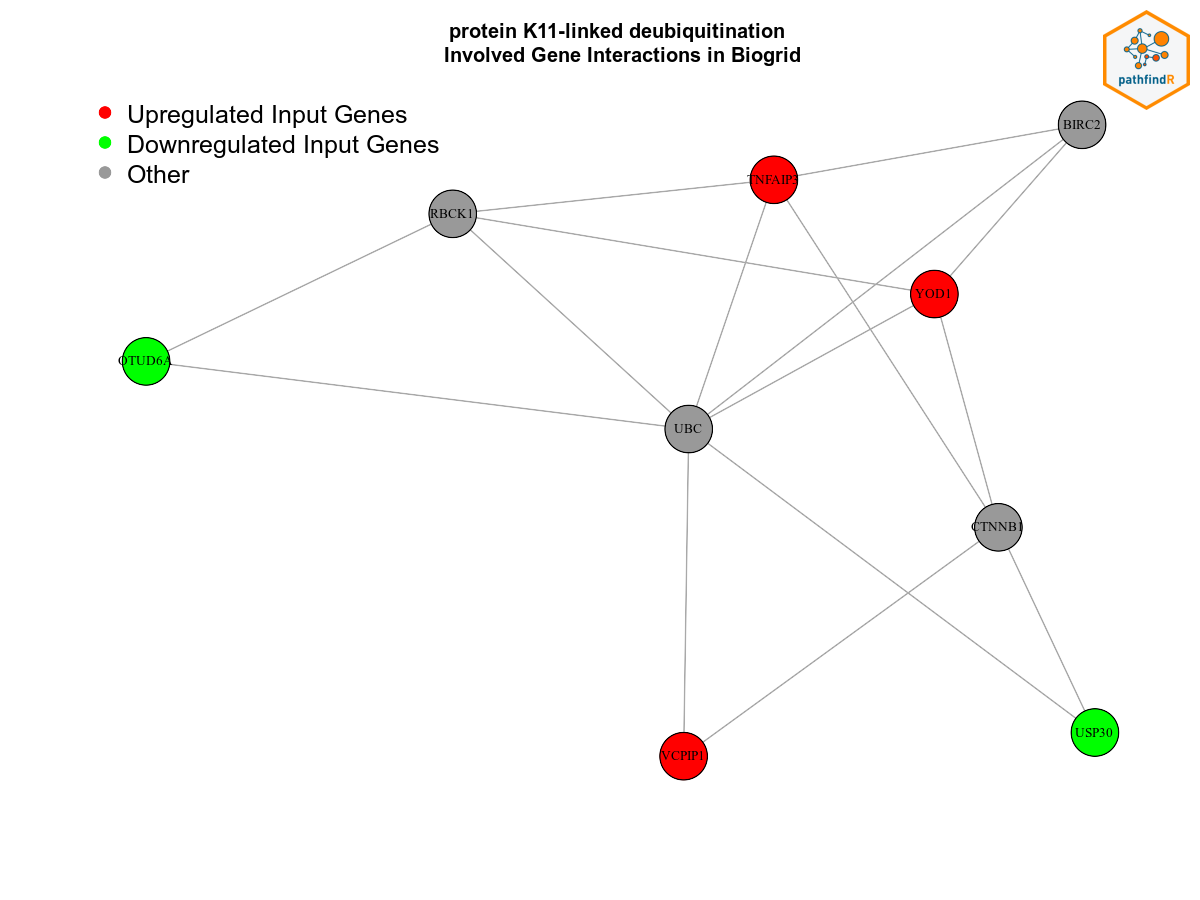 protein K11-linked deubiquitination
Involved Gene Interactions in Biogrid
pathfindR
Upregulated Input Genes
Downregulated Input Genes
Other
BIRC2
TNFAIP3
RBCK1
YOD1
OTUD6A
UBC
CTNNB1
USP30
VCPIP1